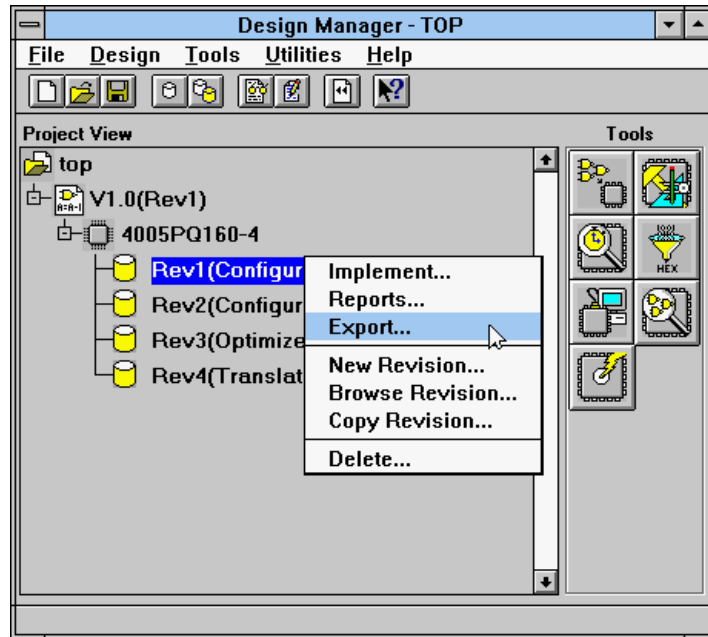 Design Manager - TOP
File Design Tools Utilities Help
Project View
Tools
top
V1.0(Rev1)
4005PQ160-4
Rev1(Configur
Rev2(Configur
Rev3(Optimize
Rev4(Translat
Implement...
Reports...
Export...
New Revision...
Browse Revision...
Copy Revision...
Delete...
HEX